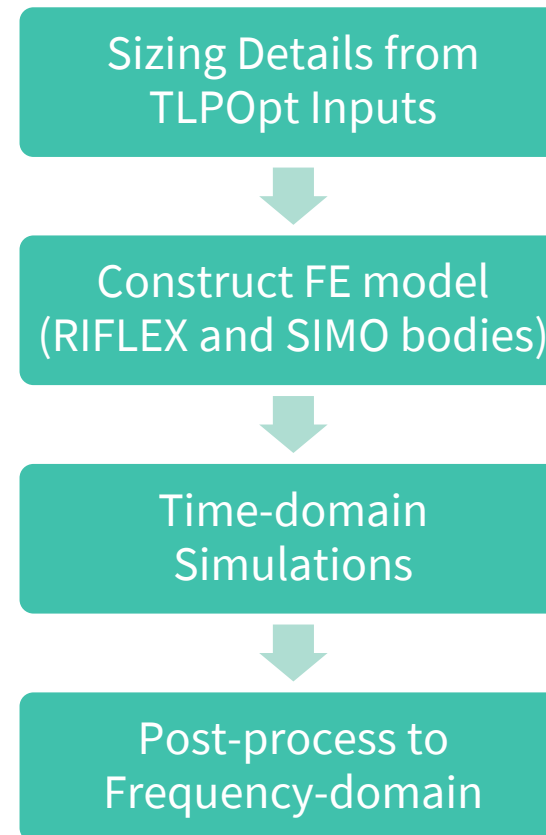 Sizing Details from
TLPOpt Inputs
Construct FE model
(RIFLEX and SIMO bodies)
Time-domain
Simulations
Post-process to
Frequency-domain